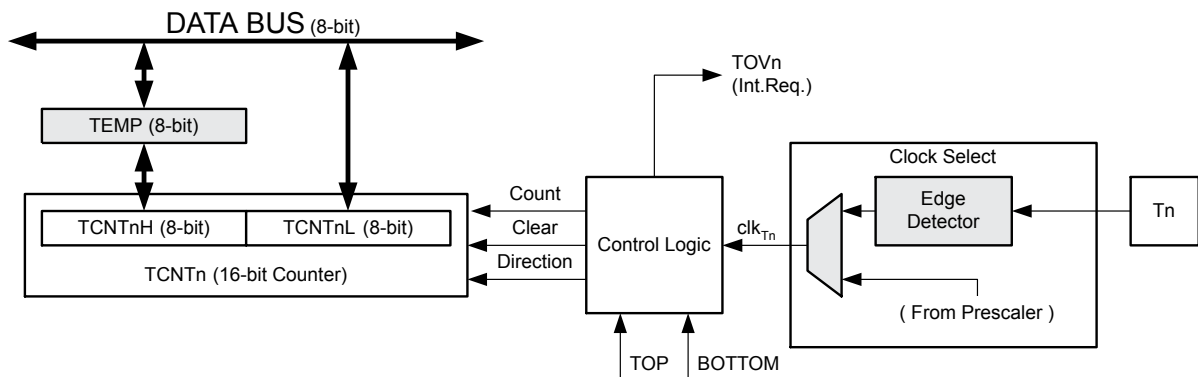 DATA BUS (8-bit)
TOVn
(Int.Req.)
TEMP (8-bit)
Clock Select
Count
Edge
Detector
Tn
TCNTnH (8-bit) TCNTnL (8-bit)
Clear
Control Logic
clkTn
TCNTn (16-bit Counter)
Direction
( From Prescaler )
TOP
BOTTOM